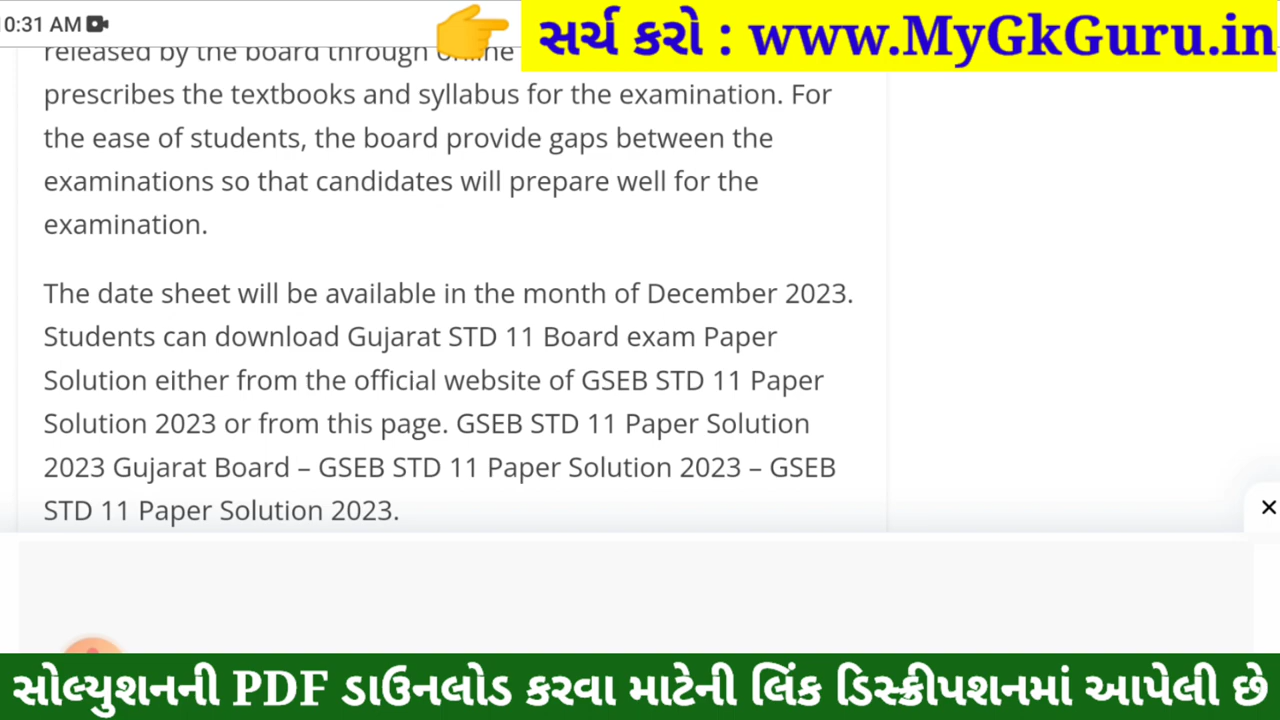 10:31 AM
સર્ચ કરો : www.MyGkGuru.in
released by the board through
prescribes the textbooks and syllabus for the examination. For
the ease of students, the board provide gaps between the
examinations so that candidates will prepare well for the
examination.
The date sheet will be available in the month of December 2023.
Students can download Gujarat STD 11 Board exam Paper
Solution either from the official website of GSEB STD 11 Paper
Solution 2023 or from this page. GSEB STD 11 Paper Solution
2023 Gujarat Board – GSEB STD 11 Paper Solution 2023 – GSEB
STD 11 Paper Solution 2023.
સોલ્યુશનની PDF ડાઉનલોડ કરવા માટેની લિંક ડિસ્ક્રીપશનમાં આપેલી છે